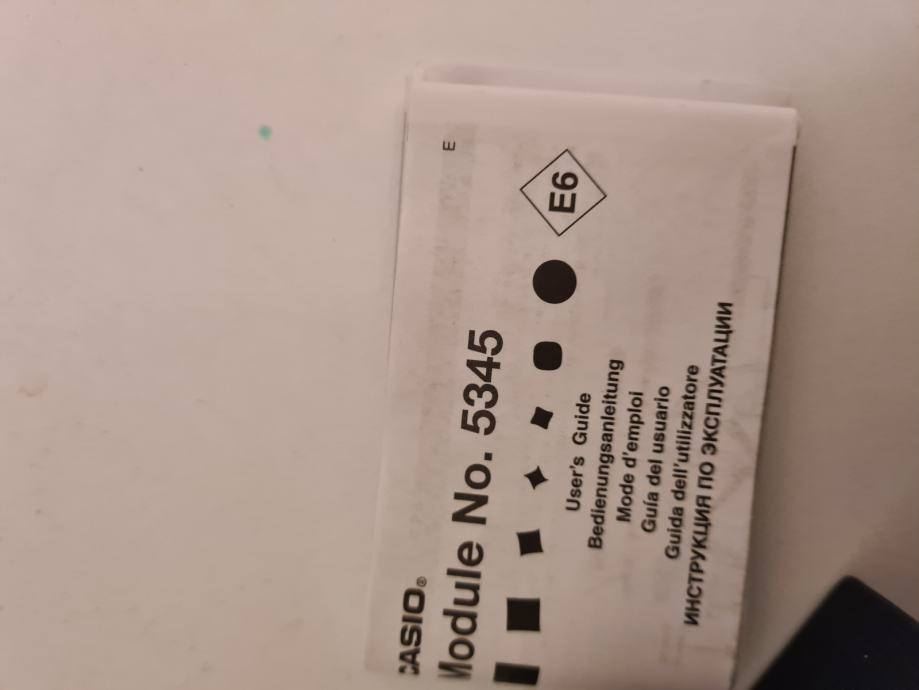 CASIO®
E
Module No. 5345
E6
User's Guide
Bedienungsanleitung
Mode d'emploi
Guía del usuario
Guida dell'utilizzatore
ИНСТРУКЦИЯ ПО ЭКСПЛУАТАЦИИ